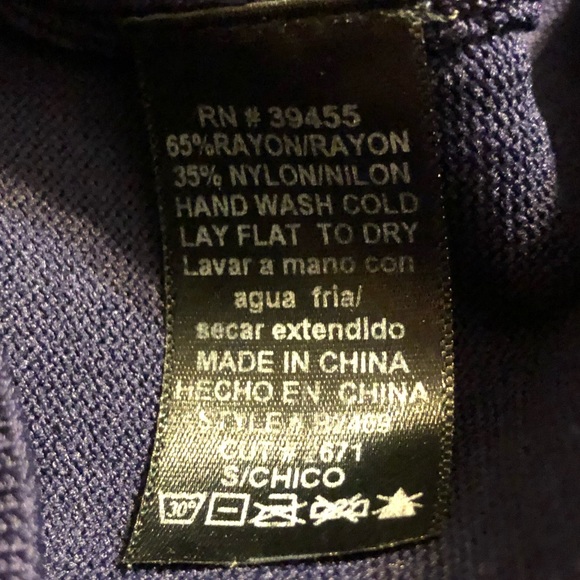 RN # 39455
65%RAYON/RAYON
35% NYLON/NILON
HAND WASH COLD
LAY FLAT TO DRY
Lavar a mano con
agua fria/
secar extendido
MADE IN CHINA
HECHO EN CHINA
STYLE #
CUT # .671
S/CHICO
30°